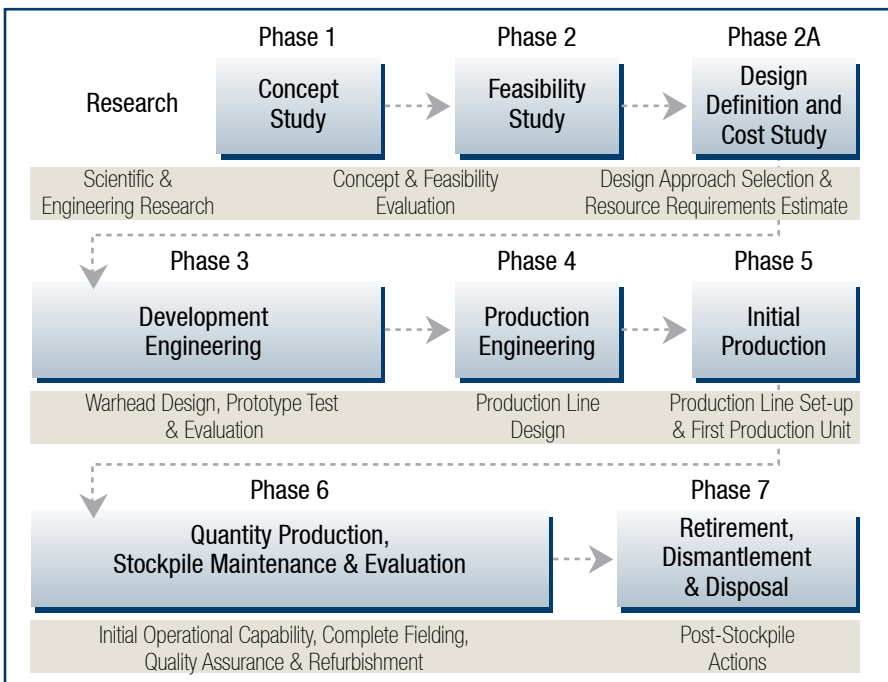 Phase 1
Phase 2
Phase 2A
Research
Concept
Study
Feasibility
Study
Design
Definition and
Cost Study
Scientific &
Engineering Research
Concept & Feasibility
Evaluation
Design Approach Selection &
Resource Requirements Estimate
Phase 3
Phase 4
Phase 5
Development
Engineering
Production
Engineering
Initial
Production
Warhead Design, Prototype Test
& Evaluation
Production Line
Design
Production Line Set-up
& First Production Unit
Phase 6
Phase 7
Quantity Production,
Stockpile Maintenance & Evaluation
Retirement,
Dismantlement
& Disposal
Initial Operational Capability, Complete Fielding,
Quality Assurance & Refurbishment
Post-Stockpile
Actions